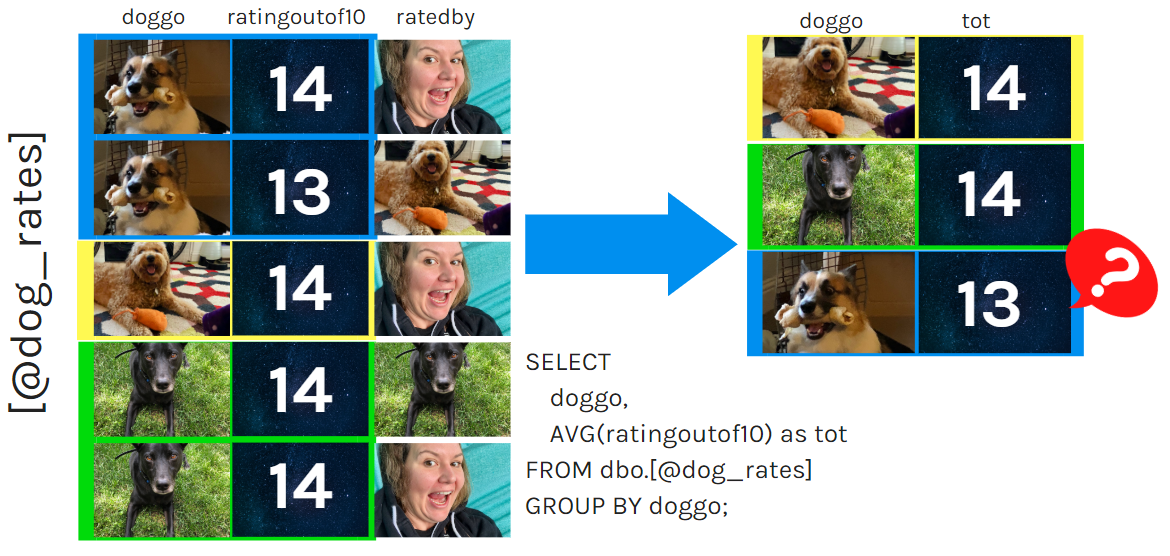 doggo ratingoutof10 ratedby
[@dog_rates]
14
13
14
14
14
doggo tot
14
14
13
?
SELECT
doggo,
AVG(ratingoutof10) as tot
FROM dbo.[@dog_rates]
GROUP BY doggo;